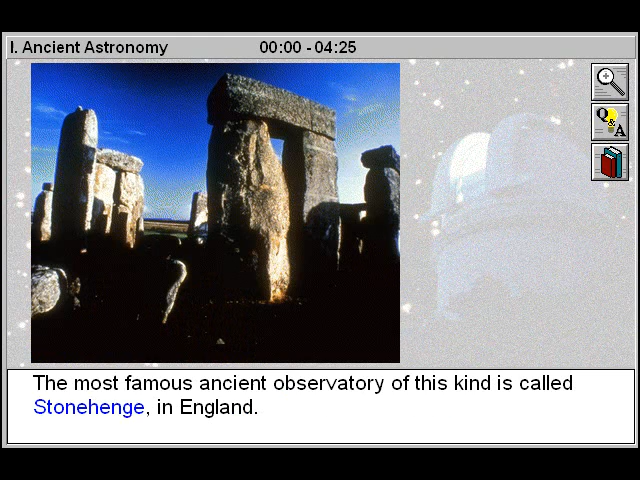 I. Ancient Astronomy 00:00 - 04:25
Q&A
The most famous ancient observatory of this kind is called
Stonehenge, in England.